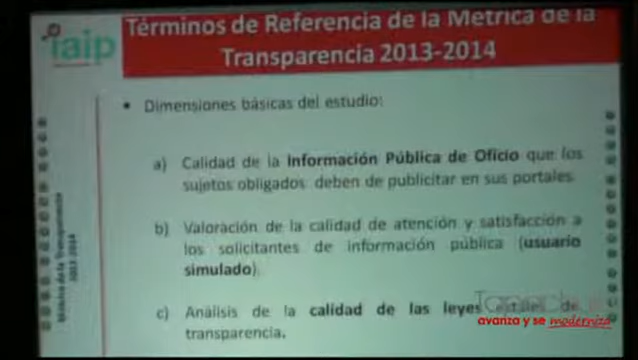 iaip
Términos de Referencia de la Métrica de la
Transparencia 2013-2014
• Dimensiones básicas del estudio:
a) Calidad de la Información Pública de Oficio que los
sujetos obligados deben de publicitar en sus portales.
b) Valoración de la calidad de atención y satisfacción a
los solicitantes de información pública (usuario
simulado).
c) Análisis de la calidad de las leyes estales de
transparencia.
Métrica de la Transparencia
2013-2014
avanza y se moderniza